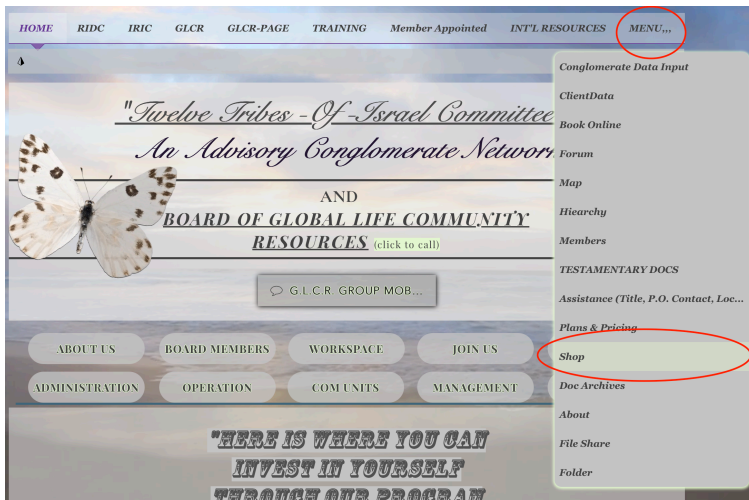 HOME RIDC IRIC GLCR GLCR-PAGE TRAINING Member Appointed INT'L RESOURCES MENU,,,
"Twelve Tribes -Of -Israel Committee
An Advisory Conglomerate Network
AND
BOARD OF GLOBAL LIFE COMMUNITY
RESOURCES (click to call)
G.L.C.R. GROUP MOB...
ABOUT US BOARD MEMBERS WORKSPACE JOIN US
ADMINISTRATION OPERATION COM UNITS MANAGEMENT
"HERE IS WHERE YOU CAN
INVEST IN YOURSELF
THROUGH OUR PROGRAM
Conglomerate Data Input
ClientData
Book Online
Forum
Map
Hiearchy
Members
TESTAMENTARY DOCS
Assistance (Title, P.O. Contact, Loc...
Plans & Pricing
Shop
Doc Archives
About
File Share
Folder